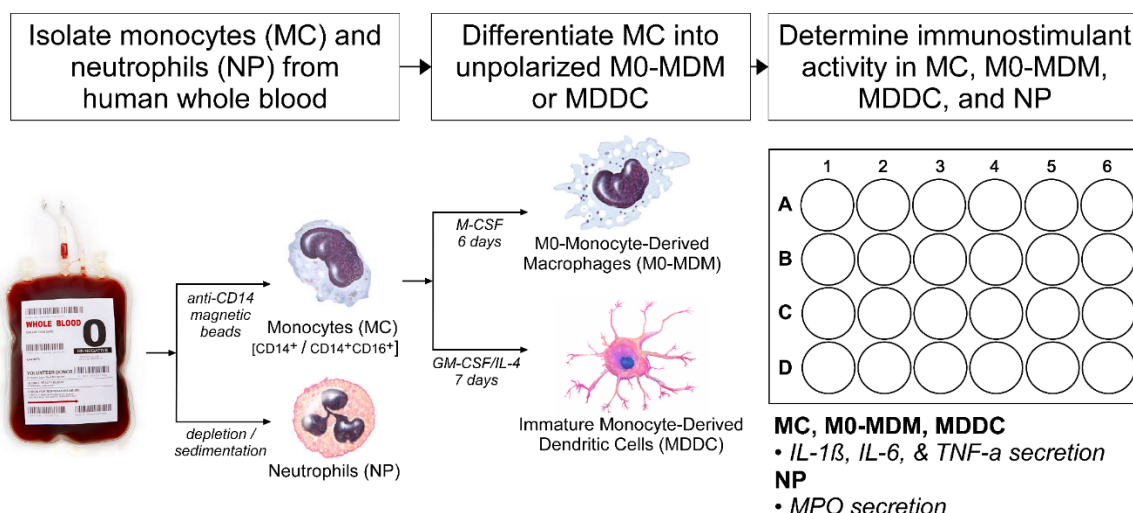 Isolate monocytes (MC) and
neutrophils (NP) from
human whole blood
Differentiate MC into
unpolarized M0-MDM
or MDDC
Determine immunostimulant
activity in MC, M0-MDM,
MDDC, and NP
WHOLE BLOOD
0
VOLUNTEER DONOR
anti-CD14
magnetic
beads
Monocytes (MC)
[CD14⁺ / CD14⁺CD16⁺]
depletion /
sedimentation
Neutrophils (NP)
M-CSF
6 days
M0-Monocyte-Derived
Macrophages (M0-MDM)
GM-CSF/IL-4
7 days
Immature Monocyte-Derived
Dendritic Cells (MDDC)
1 2 3 4 5 6
A
B
C
D
MC, M0-MDM, MDDC
• IL-1ß, IL-6, & TNF-a secretion
NP
• MPO secretion